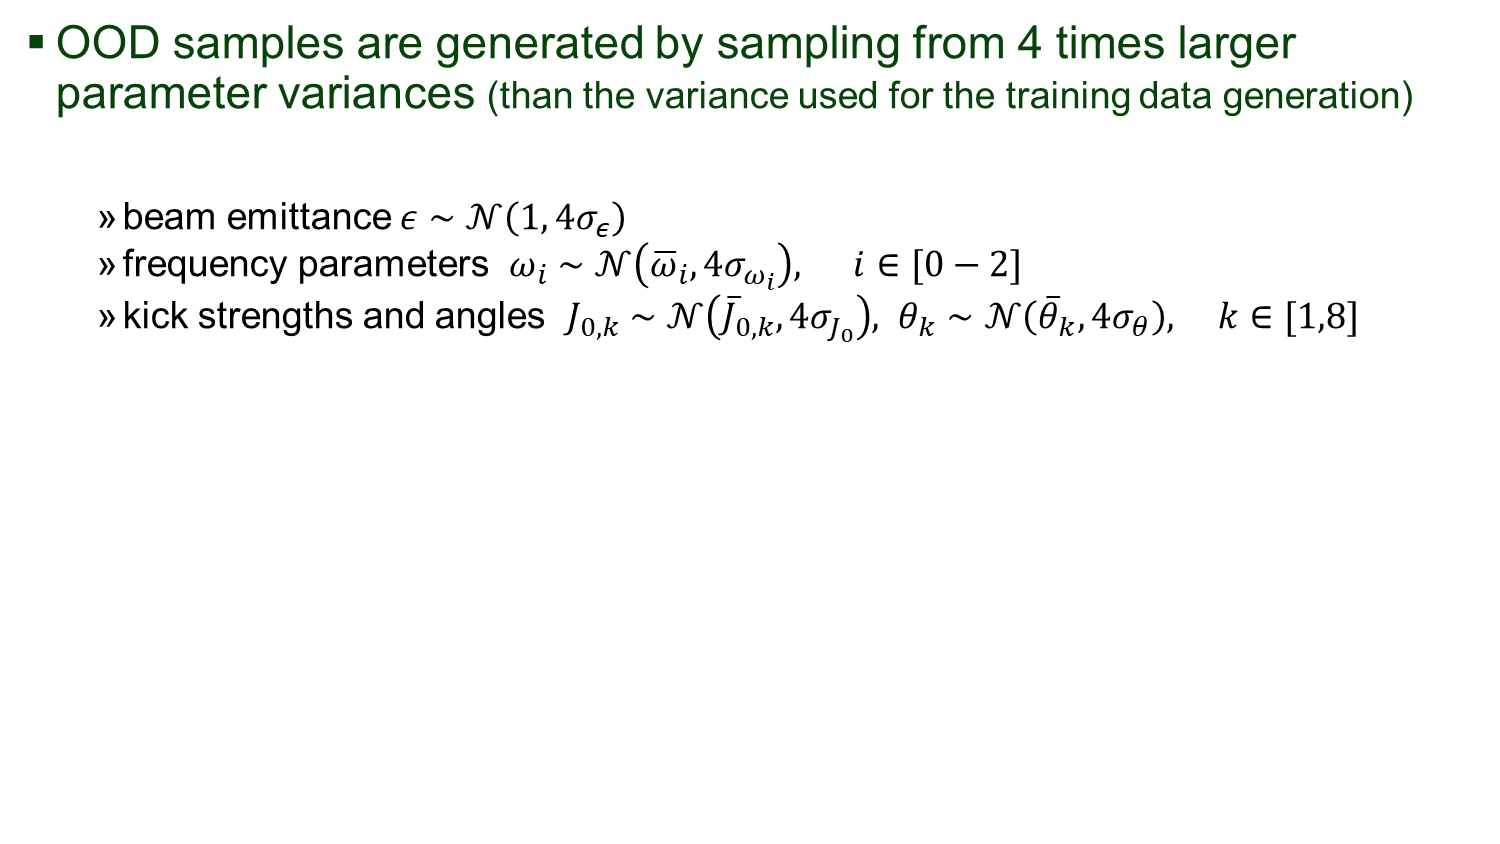 ▪ OOD samples are generated by sampling from 4 times larger
parameter variances (than the variance used for the training data generation)
» beam emittance ϵ ~ 𝒩(1, 4σ_ϵ)
» frequency parameters ω_i ~ 𝒩(ω̅_i, 4σ_{ω_i}), i ∈ [0 − 2]
» kick strengths and angles J_{0,k} ~ 𝒩(J̅_{0,k}, 4σ_{J_0}), θ_k ~ 𝒩(θ̅_k, 4σ_θ), k ∈ [1,8]